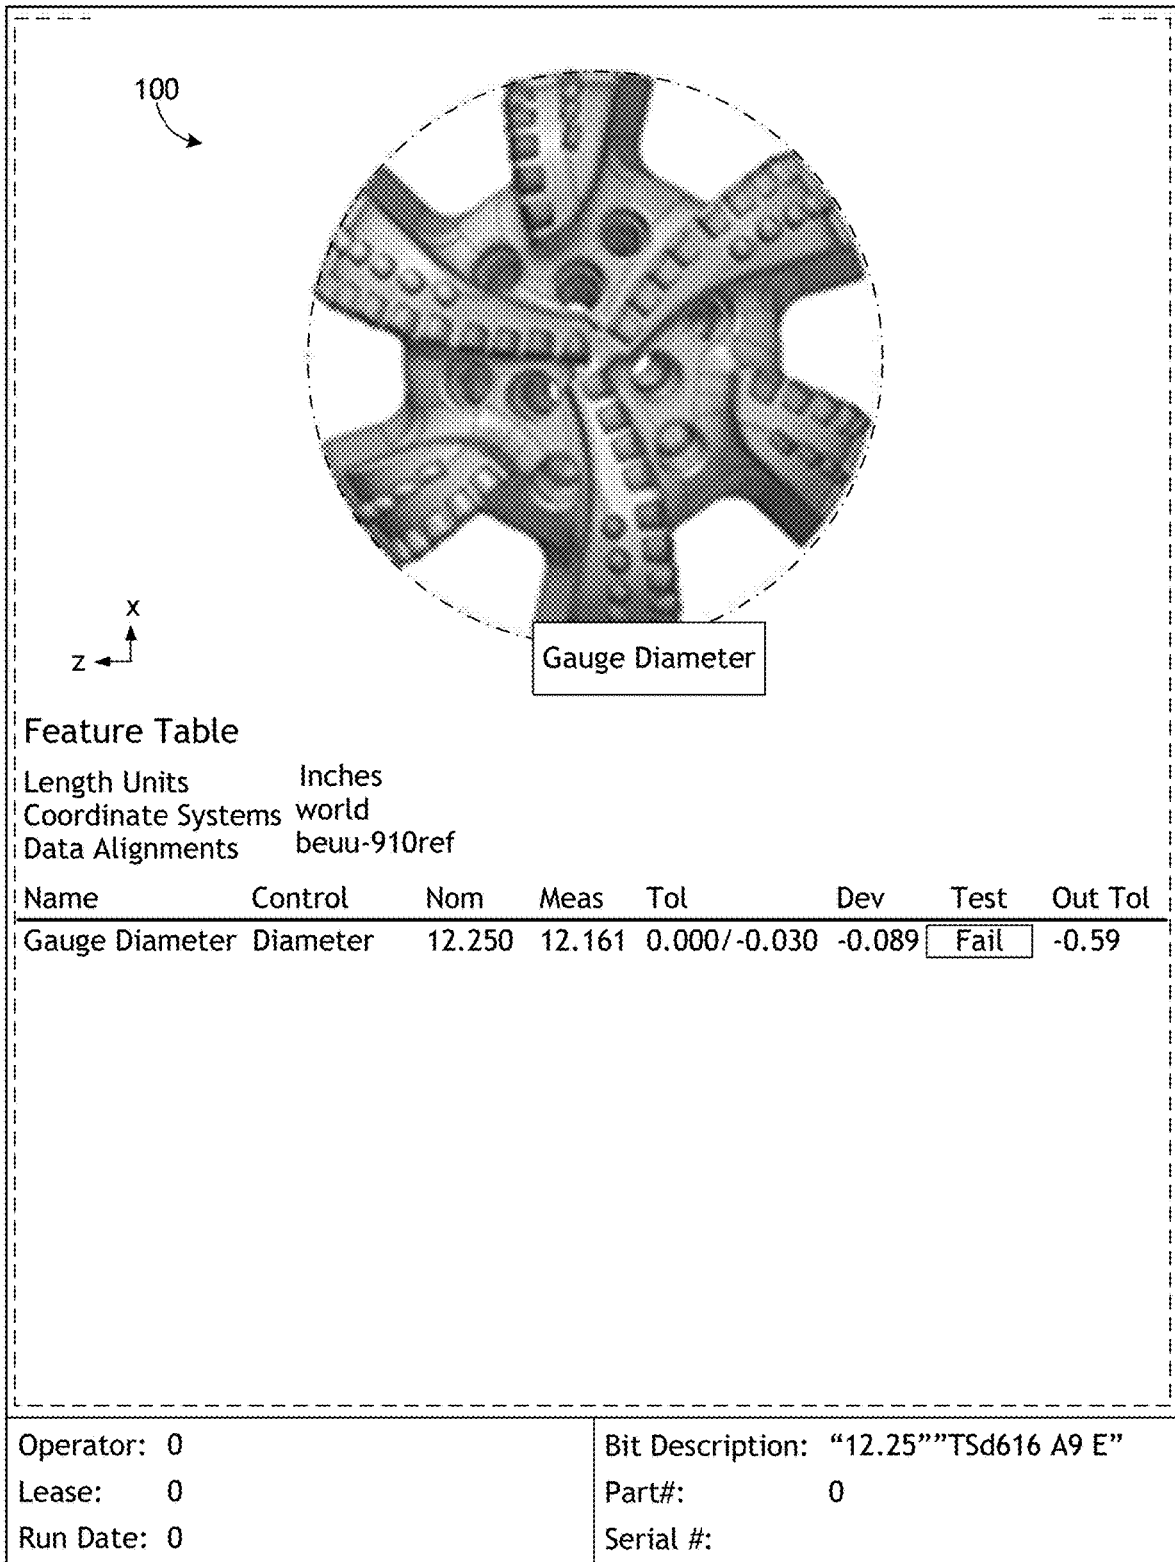 100
X
Z
Gauge Diameter
Feature Table
Length Units Inches
Coordinate Systems world
Data Alignments beuu-910ref
Name Control Nom Meas Tol Dev Test Out Tol
Gauge Diameter Diameter 12.250 12.161 0.000/-0.030 -0.089 Fail -0.59
Operator: 0
Lease: 0
Run Date: 0
Bit Description: “12.25””TSd616 A9 E”
Part#: 0
Serial #: